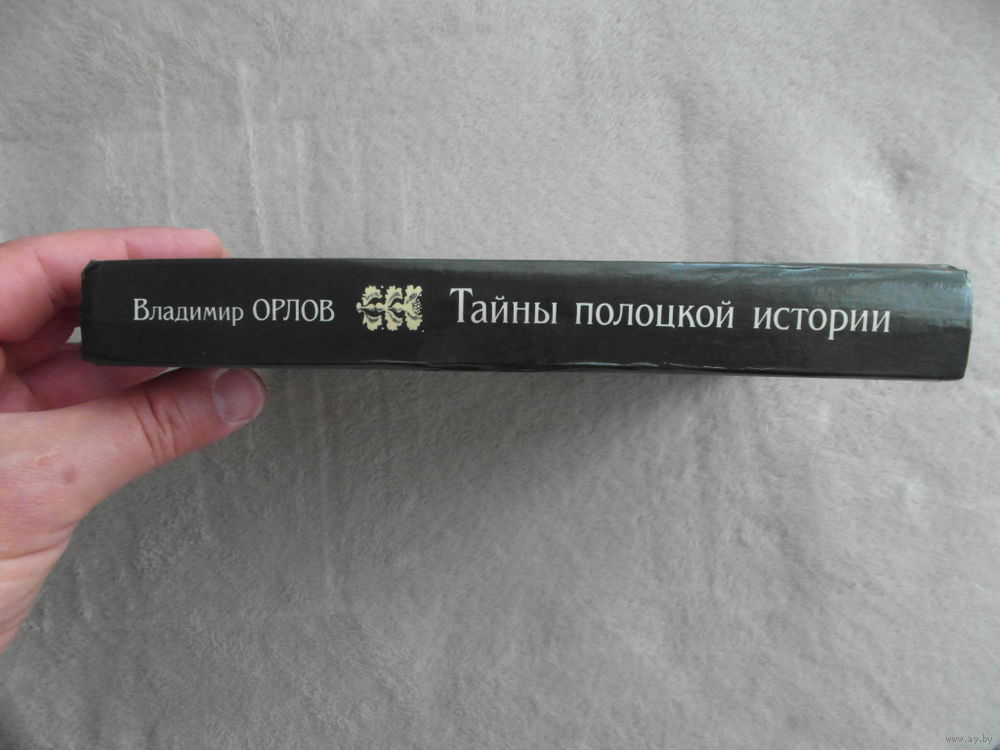 Владимир ОРЛОВ Тайны полоцкой истории
www.ay.by